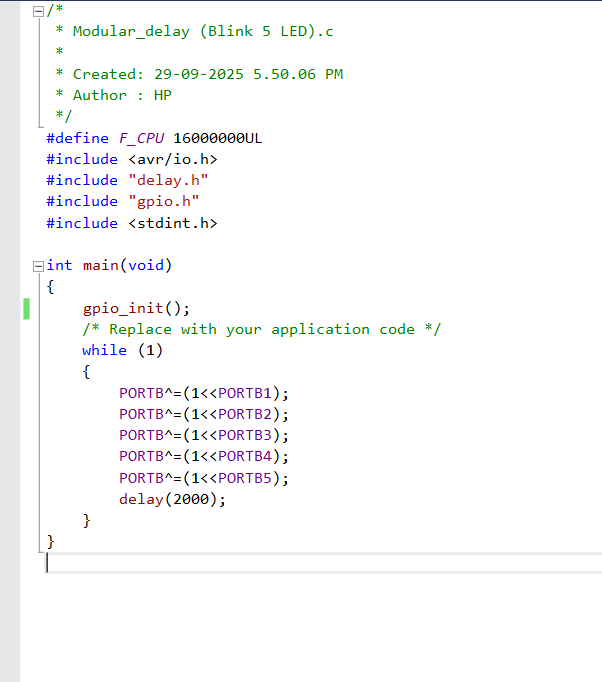 /*
 * Modular_delay (Blink 5 LED).c
 *
 * Created: 29-09-2025 5.50.06 PM
 * Author : HP
 */
#define F_CPU 16000000UL
#include <avr/io.h>
#include "delay.h"
#include "gpio.h"
#include <stdint.h>

int main(void)
{
    gpio_init();
    /* Replace with your application code */
    while (1)
    {
        PORTB^=(1<<PORTB1);
        PORTB^=(1<<PORTB2);
        PORTB^=(1<<PORTB3);
        PORTB^=(1<<PORTB4);
        PORTB^=(1<<PORTB5);
        delay(2000);
    }
}